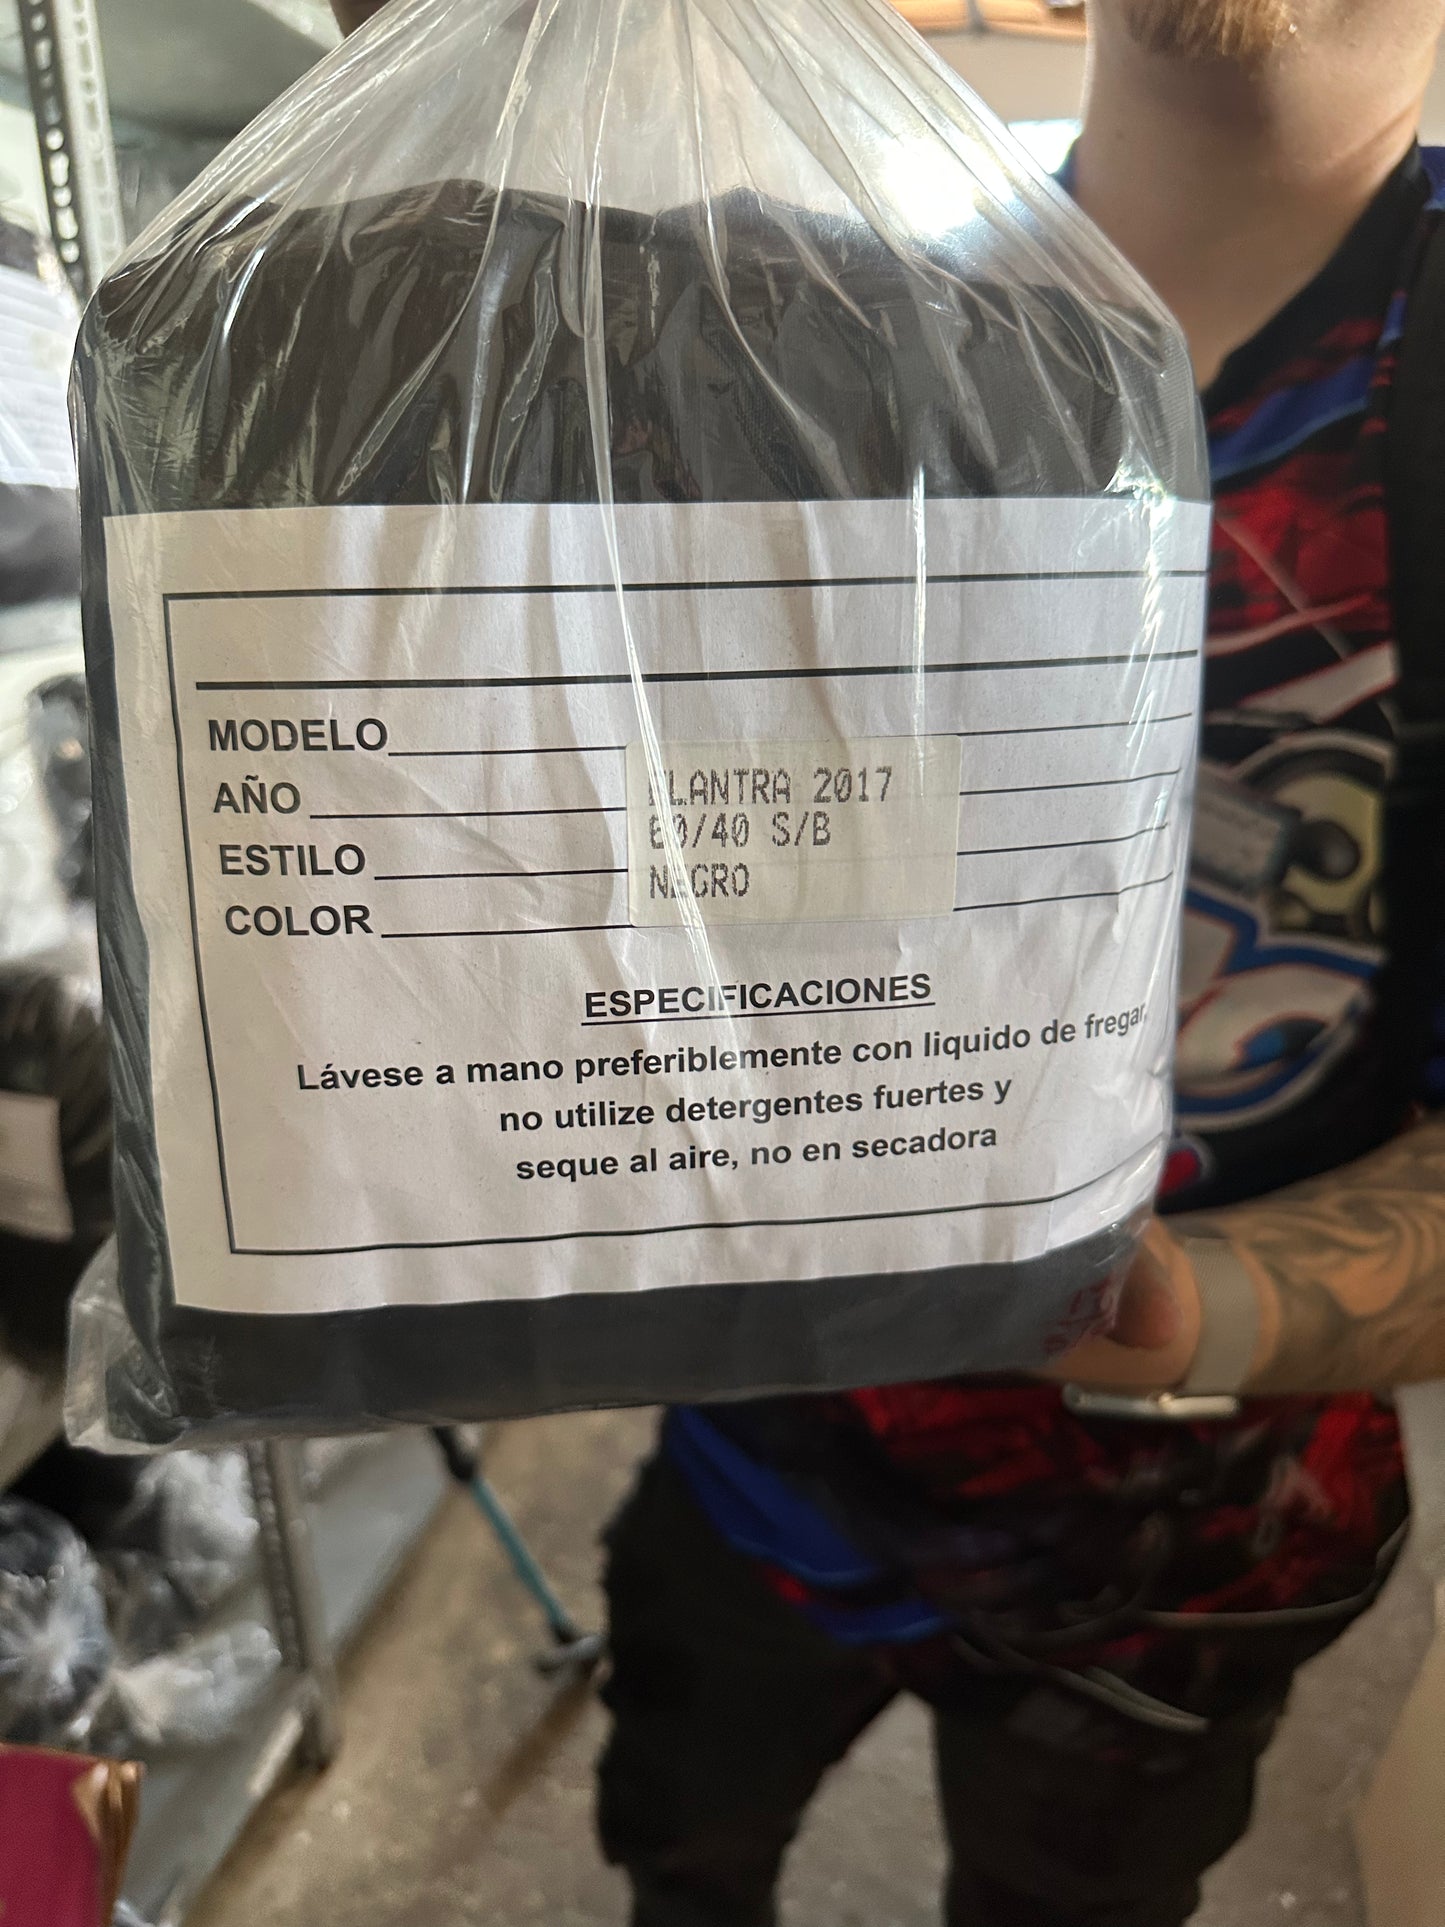 MODELO
AÑO
ESTILO
COLOR
ELANTRA 2017
60/40 S/B
NEGRO
ESPECIFICACIONES
Lávese a mano preferiblemente con liquido de fregar,
no utilize detergentes fuertes y
seque al aire, no en secadora